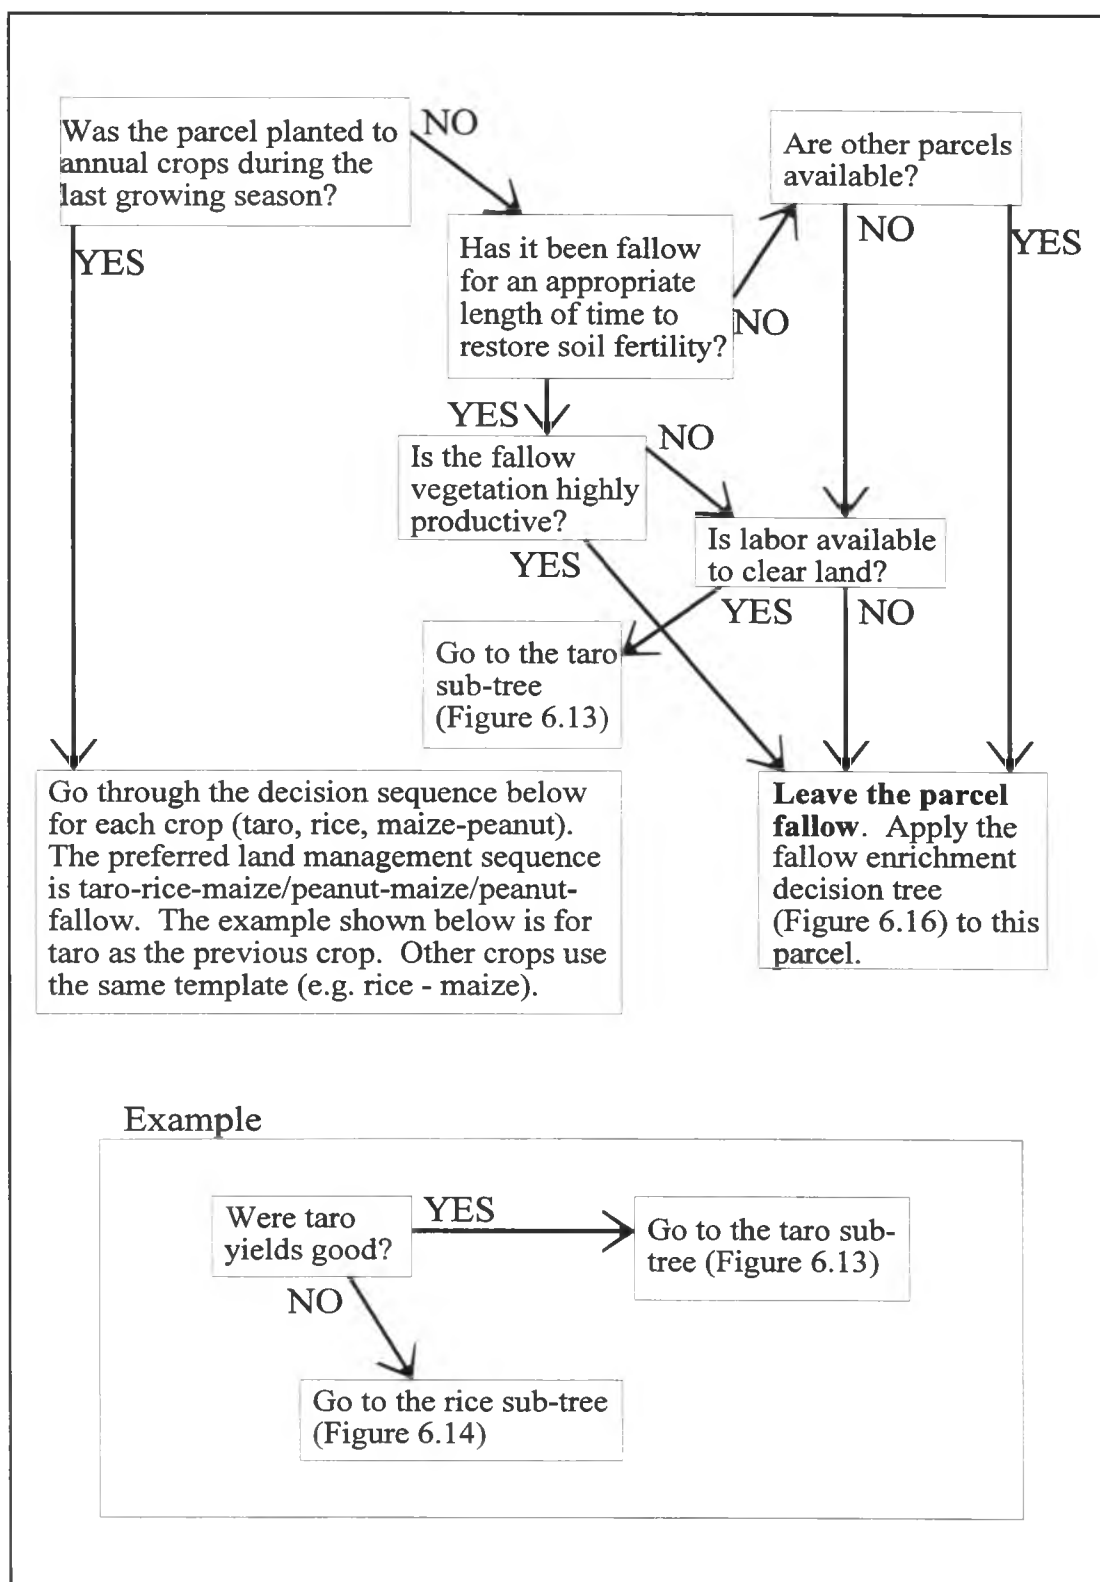 Was the parcel planted to
annual crops during the
last growing season?
NO
YES
Has it been fallow
for an appropriate
length of time to
restore soil fertility?
NO
YES
Are other parcels
available?
NO
YES
Is the fallow
vegetation highly
productive?
NO
YES
Is labor available
to clear land?
YES
NO
Go to the taro
sub-tree
(Figure 6.13)
Go through the decision sequence below
for each crop (taro, rice, maize-peanut).
The preferred land management sequence
is taro-rice-maize/peanut-maize/peanut-
fallow. The example shown below is for
taro as the previous crop. Other crops use
the same template (e.g. rice - maize).
Leave the parcel
fallow. Apply the
fallow enrichment
decision tree
(Figure 6.16) to this
parcel.
Example
Were taro
yields good?
YES
NO
Go to the taro sub-
tree (Figure 6.13)
Go to the rice sub-tree
(Figure 6.14)